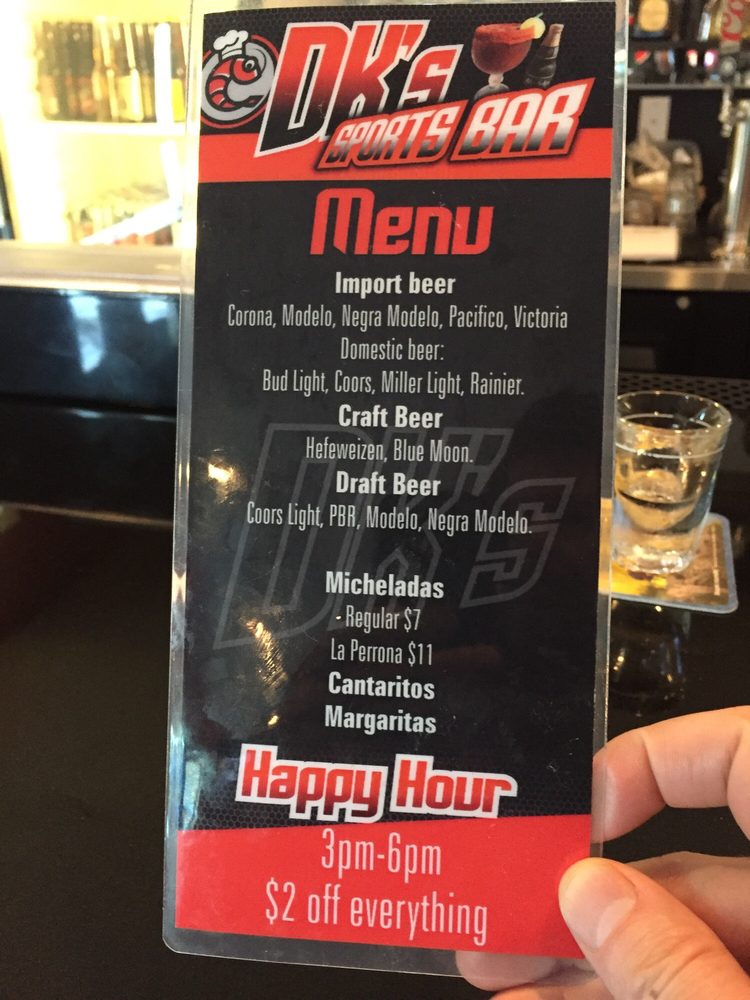 DK's
SPORTS BAR
Menu
Import beer
Corona, Modelo, Negra Modelo, Pacifico, Victoria
Domestic beer:
Bud Light, Coors, Miller Light, Rainier.
Craft Beer
Hefeweizen, Blue Moon.
Draft Beer
Coors Light, PBR, Modelo, Negra Modelo.
DK's
Micheladas
- Regular $7
La Perrona $11
Cantaritos
Margaritas
Happy Hour
3pm-6pm
$2 off everything